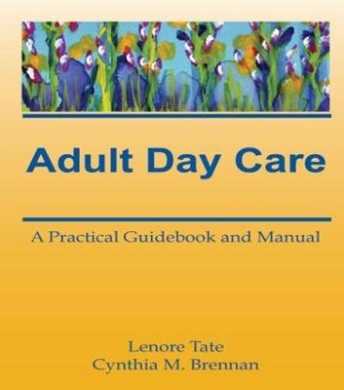 Adult Day Care
A Practical Guidebook and Manual
Lenore Tate
Cynthia M. Brennan